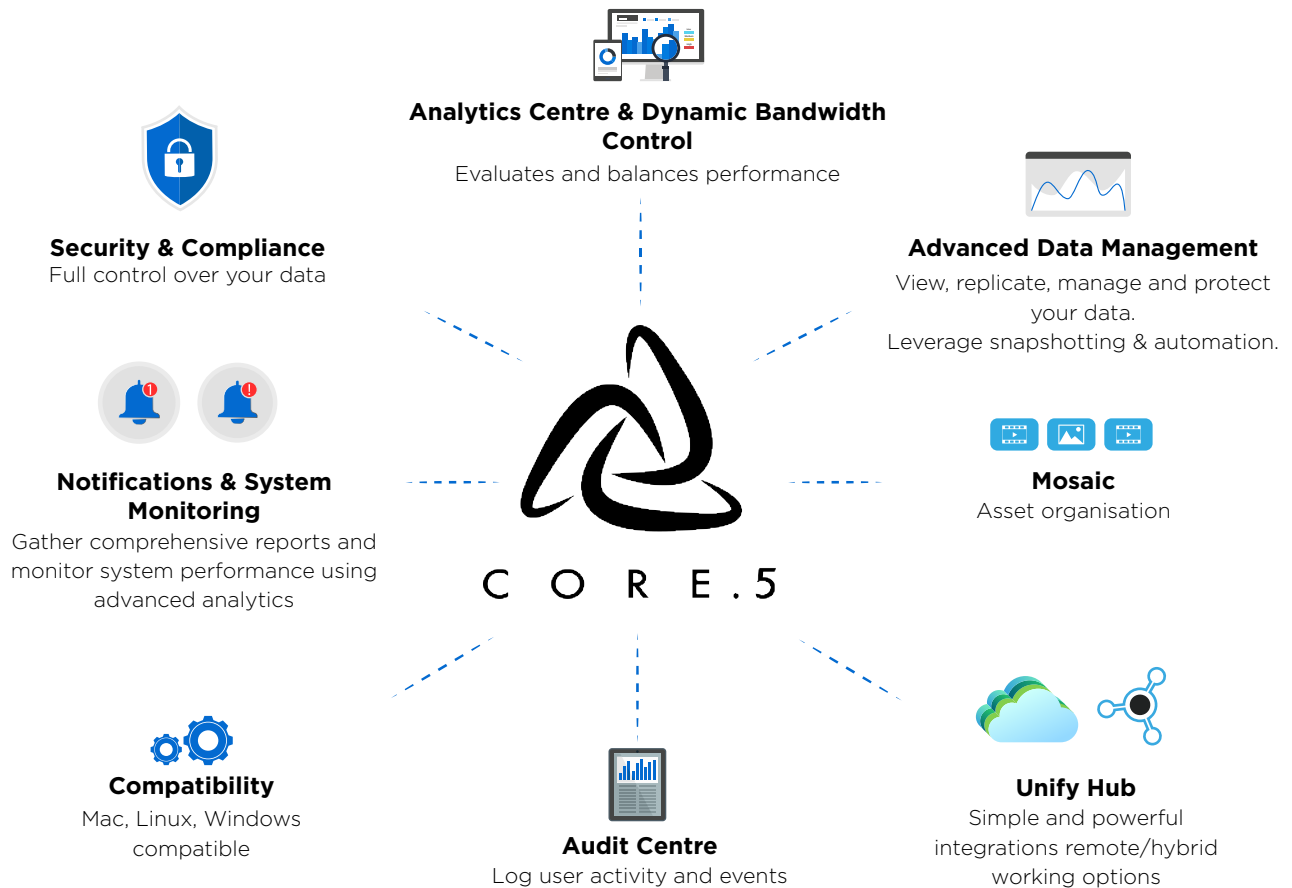 Analytics Centre & Dynamic Bandwidth
Control
Evaluates and balances performance
Security & Compliance
Full control over your data
Advanced Data Management
View, replicate, manage and protect
your data.
Leverage snapshotting & automation.
1
!
Notifications & System
Monitoring
Gather comprehensive reports and
monitor system performance using
advanced analytics
Mosaic
Asset organisation
CORE.5
Compatibility
Mac, Linux, Windows
compatible
Audit Centre
Log user activity and events
Unify Hub
Simple and powerful
integrations remote/hybrid
working options